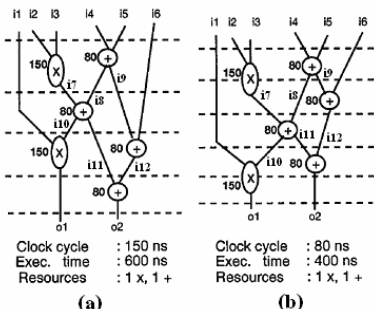 i1 i2 i3 i4 i5 i6
150 x
80 +
i7 i8 i9
80 +
i10
150 x
80 +
i11 i12
80 +
o1 o2
Clock cycle : 150 ns
Exec. time : 600 ns
Resources : 1 x, 1 +
(a)
i1 i2 i3 i4 i5 i6
80 +
150 x
i9
80 +
i7 i8
80 +
i11 i12
i10
150 x
80 +
o1 o2
Clock cycle : 80 ns
Exec. time : 400 ns
Resources : 1 x, 1 +
(b)